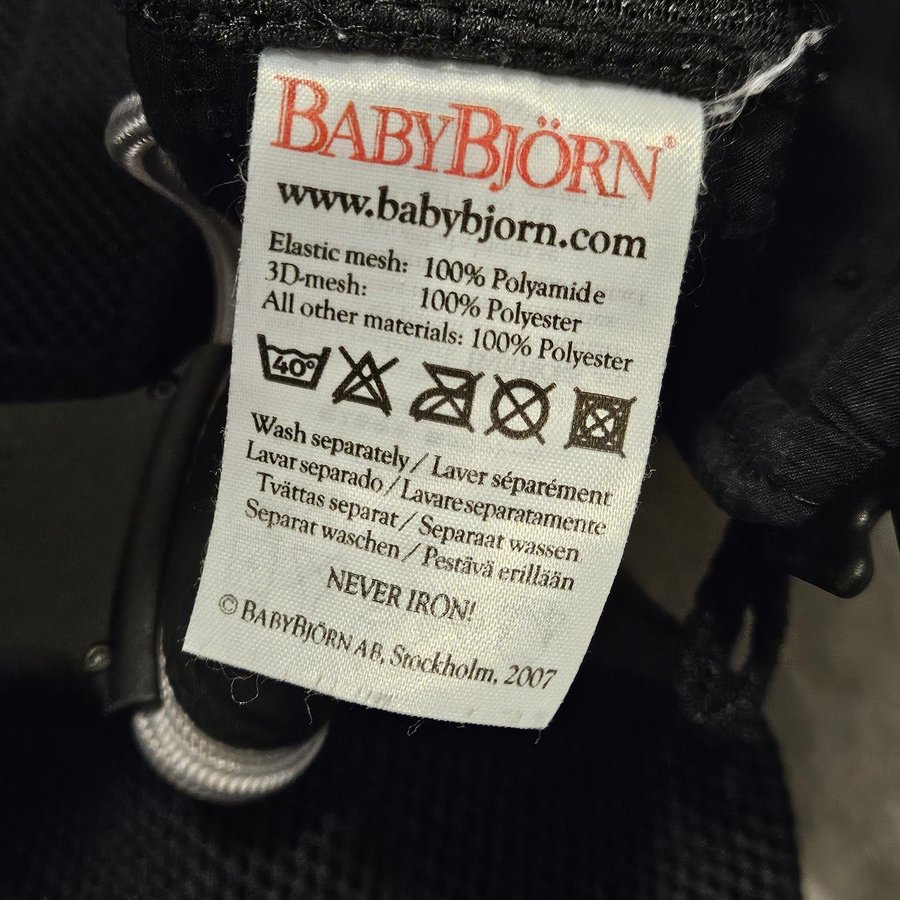 BABYBJÖRN®
www.babybjorn.com
Elastic mesh: 100% Polyamide
3D-mesh: 100% Polyester
All other materials: 100% Polyester
40°
Wash separately / Laver séparément
Lavar separado / Lavare separatamente
Tvättas separat / Separaat wassen
Separat waschen / Pestävä erillään
NEVER IRON!
© BABYBJÖRN AB, Stockholm, 2007